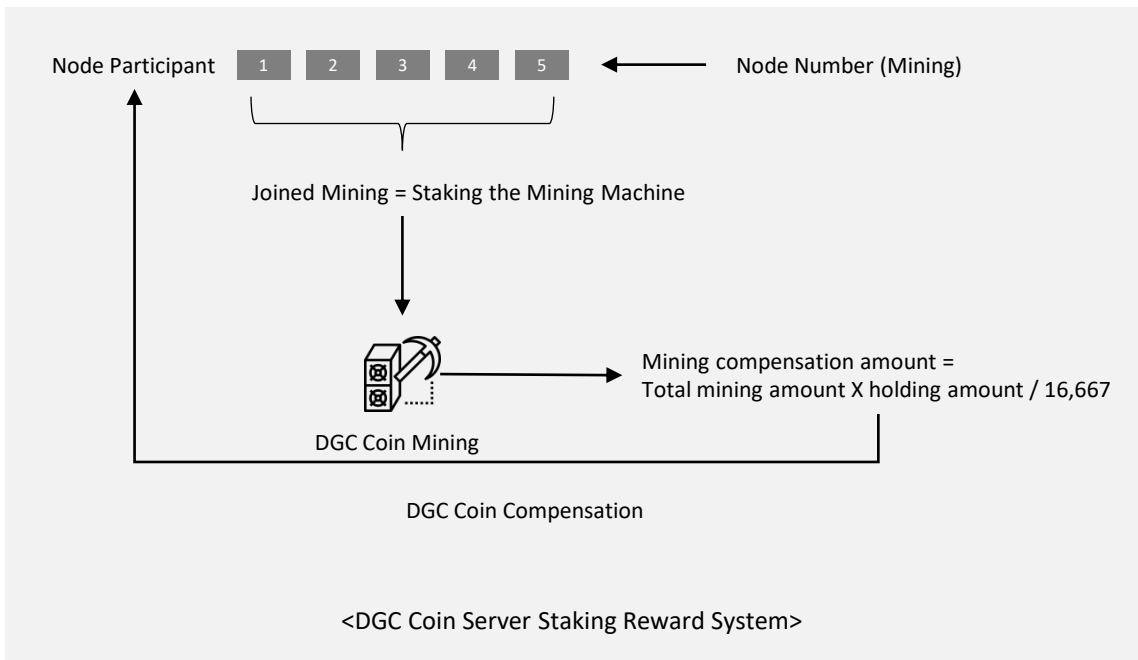 Node Participant 1 2 3 4 5 Node Number (Mining)
Joined Mining = Staking the Mining Machine
Mining compensation amount =
Total mining amount X holding amount / 16,667
DGC Coin Mining
DGC Coin Compensation
<DGC Coin Server Staking Reward System>